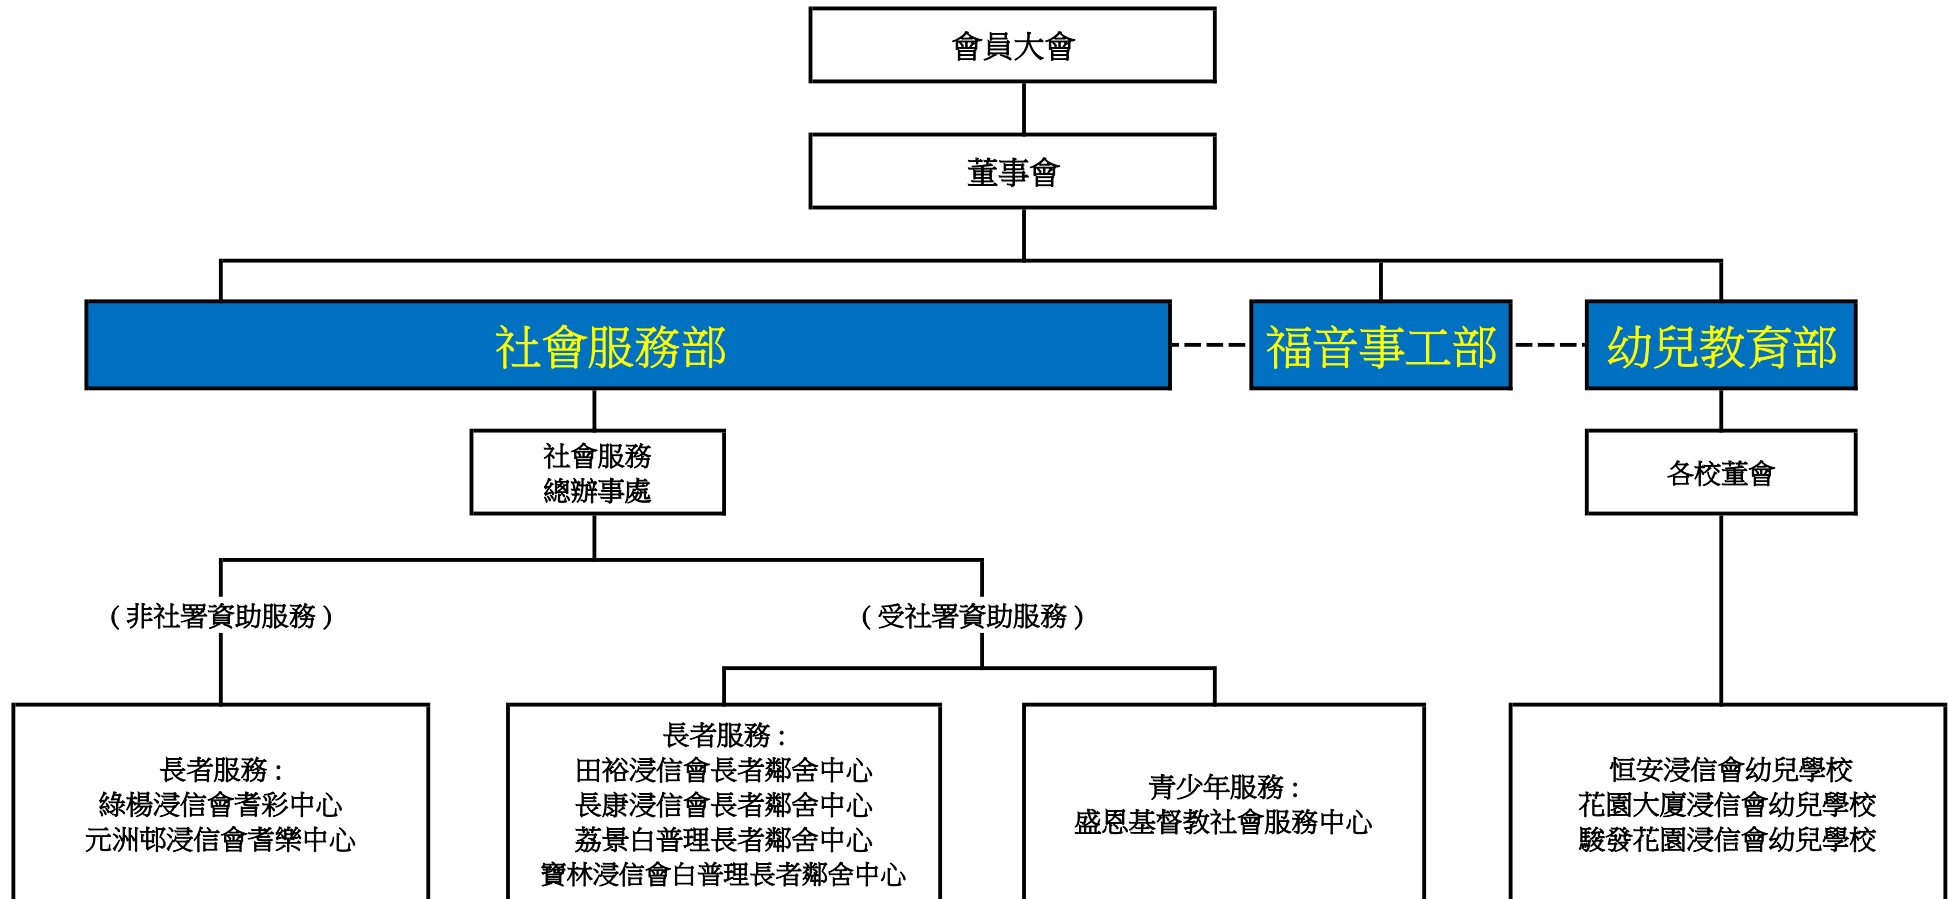 會員大會
董事會
社會服務部
福音事工部
幼兒教育部
社會服務
總辦事處
各校董會
（非社署資助服務）
（受社署資助服務）
長者服務：
綠楊浸信會耆彩中心
元洲邨浸信會耆樂中心
長者服務：
田裕浸信會長者鄰舍中心
長康浸信會長者鄰舍中心
荔景白普理長者鄰舍中心
寶林浸信會白普理長者鄰舍中心
青少年服務：
盛恩基督教社會服務中心
恒安浸信會幼兒學校
花園大廈浸信會幼兒學校
駿發花園浸信會幼兒學校